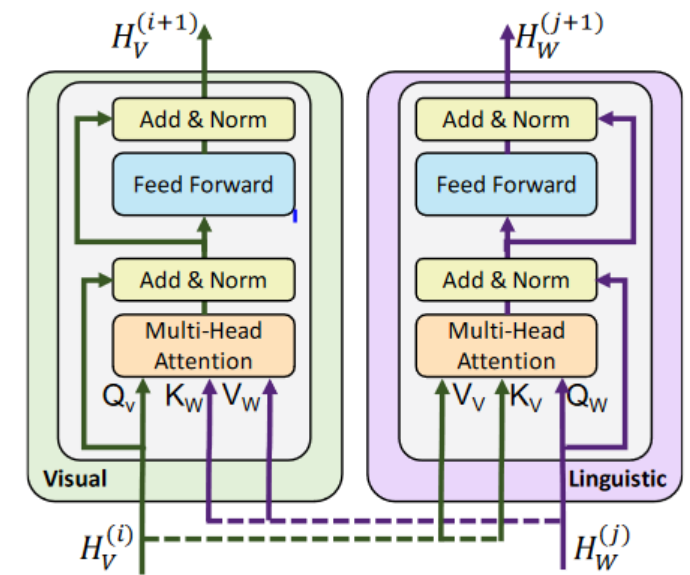 H_V^(i+1)
H_W^(j+1)
Add & Norm
Feed Forward
Add & Norm
Multi-Head
Attention
Q_v K_W V_W
Visual
H_V^(i)
Add & Norm
Feed Forward
Add & Norm
Multi-Head
Attention
V_V K_V Q_W
Linguistic
H_W^(j)